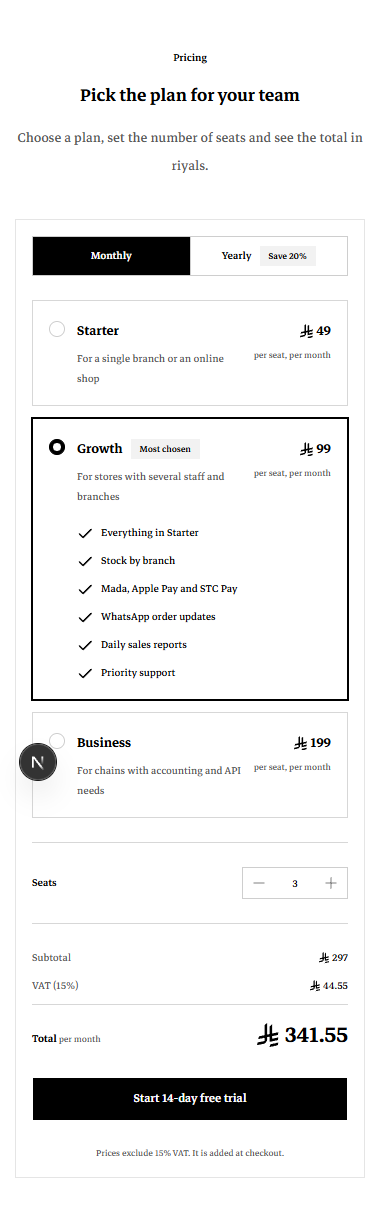 Pricing
Pick the plan for your team
Choose a plan, set the number of seats and see the total in
riyals.
Monthly
Yearly Save 20%
Starter ⃁ 49
For a single branch or an online per seat, per month
shop
Growth Most chosen ⃁ 99
For stores with several staff and per seat, per month
branches
Everything in Starter
Stock by branch
Mada, Apple Pay and STC Pay
WhatsApp order updates
Daily sales reports
Priority support
N
Business ⃁ 199
For chains with accounting and API per seat, per month
needs
Seats − 3 +
Subtotal ⃁ 297
VAT (15%) ⃁ 44.55
Total per month ⃁ 341.55
Start 14-day free trial
Prices exclude 15% VAT. It is added at checkout.